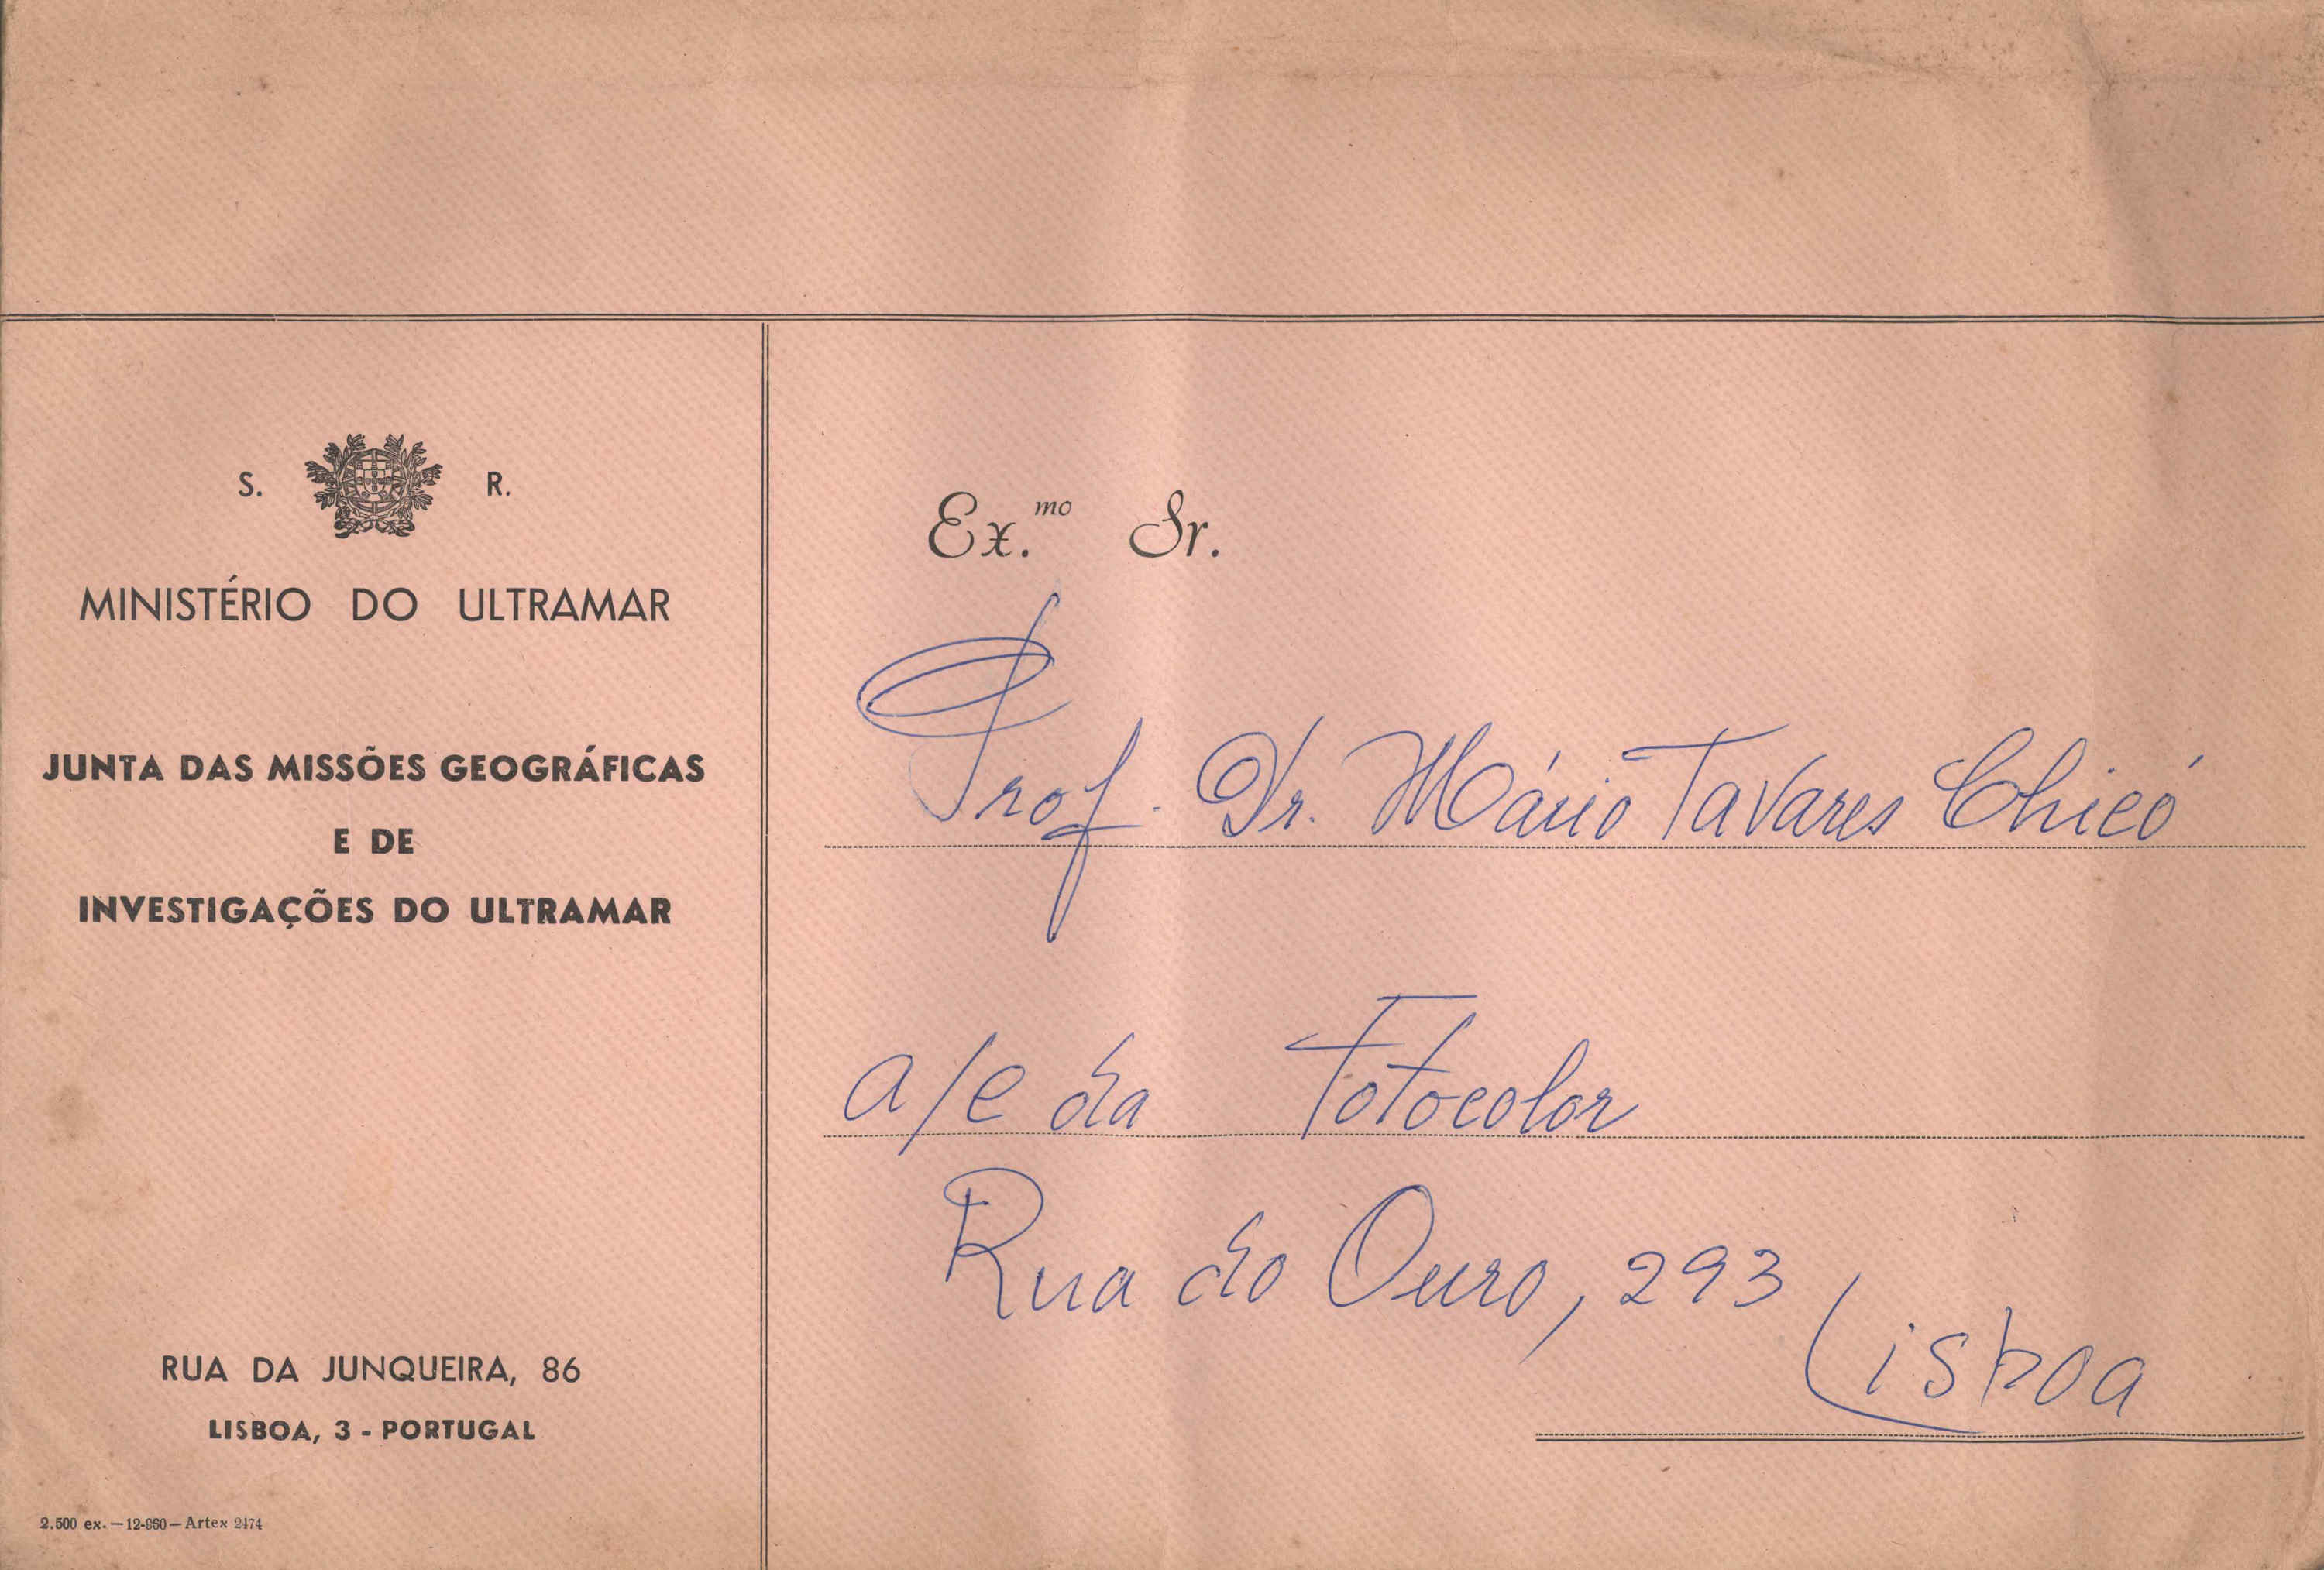 S. R.
MINISTÉRIO DO ULTRAMAR
JUNTA DAS MISSÕES GEOGRÁFICAS
E DE
INVESTIGAÇÕES DO ULTRAMAR
RUA DA JUNQUEIRA, 86
LISBOA, 3 - PORTUGAL
2.500 ex. — 12-960 — Artex 2474
Ex.mo Sr.
Prof. Dr. Mário Tavares Chicó
a/c da Fotocolor
Rua do Ouro, 293
Lisboa